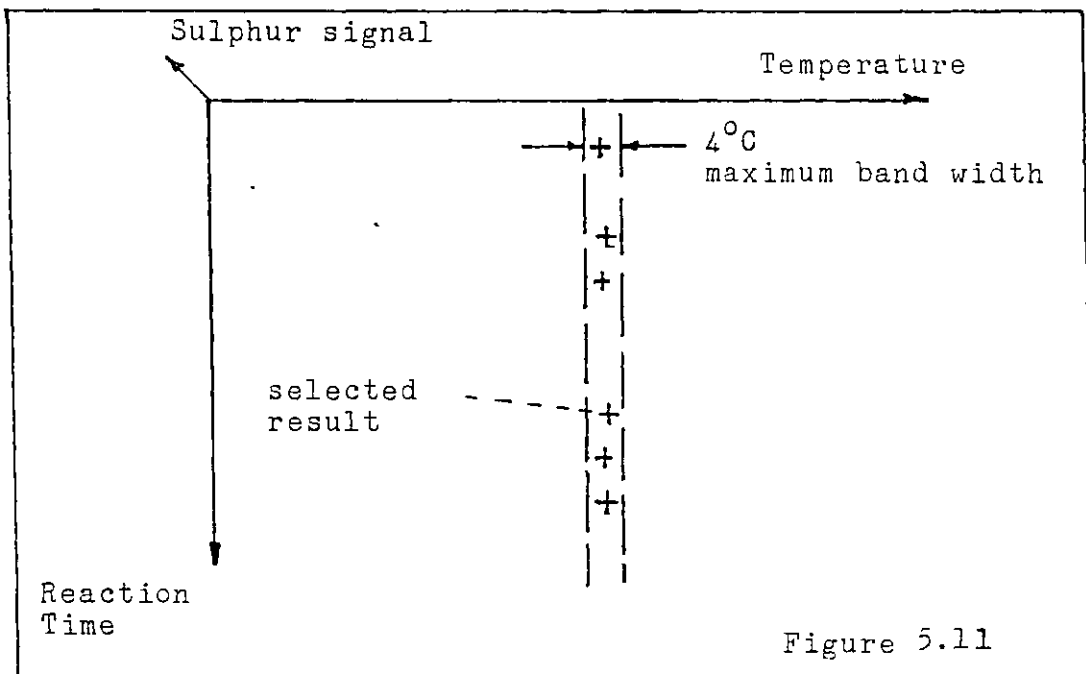 Sulphur signal
Temperature
4°C
maximum band width
selected
result
Reaction
Time
Figure 5.11